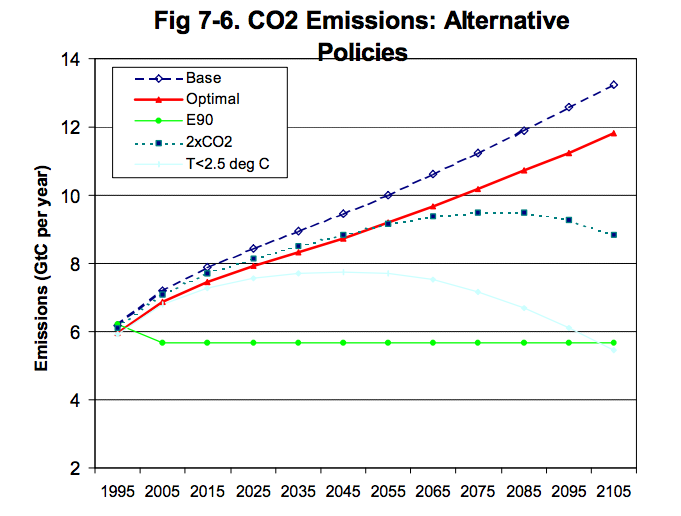 Fig 7-6. CO2 Emissions: Alternative
Policies
14
12
10
8
6
4
2
Emissions (GtC per year)
Base
Optimal
E90
2xCO2
T<2.5 deg C
1995 2005 2015 2025 2035 2045 2055 2065 2075 2085 2095 2105